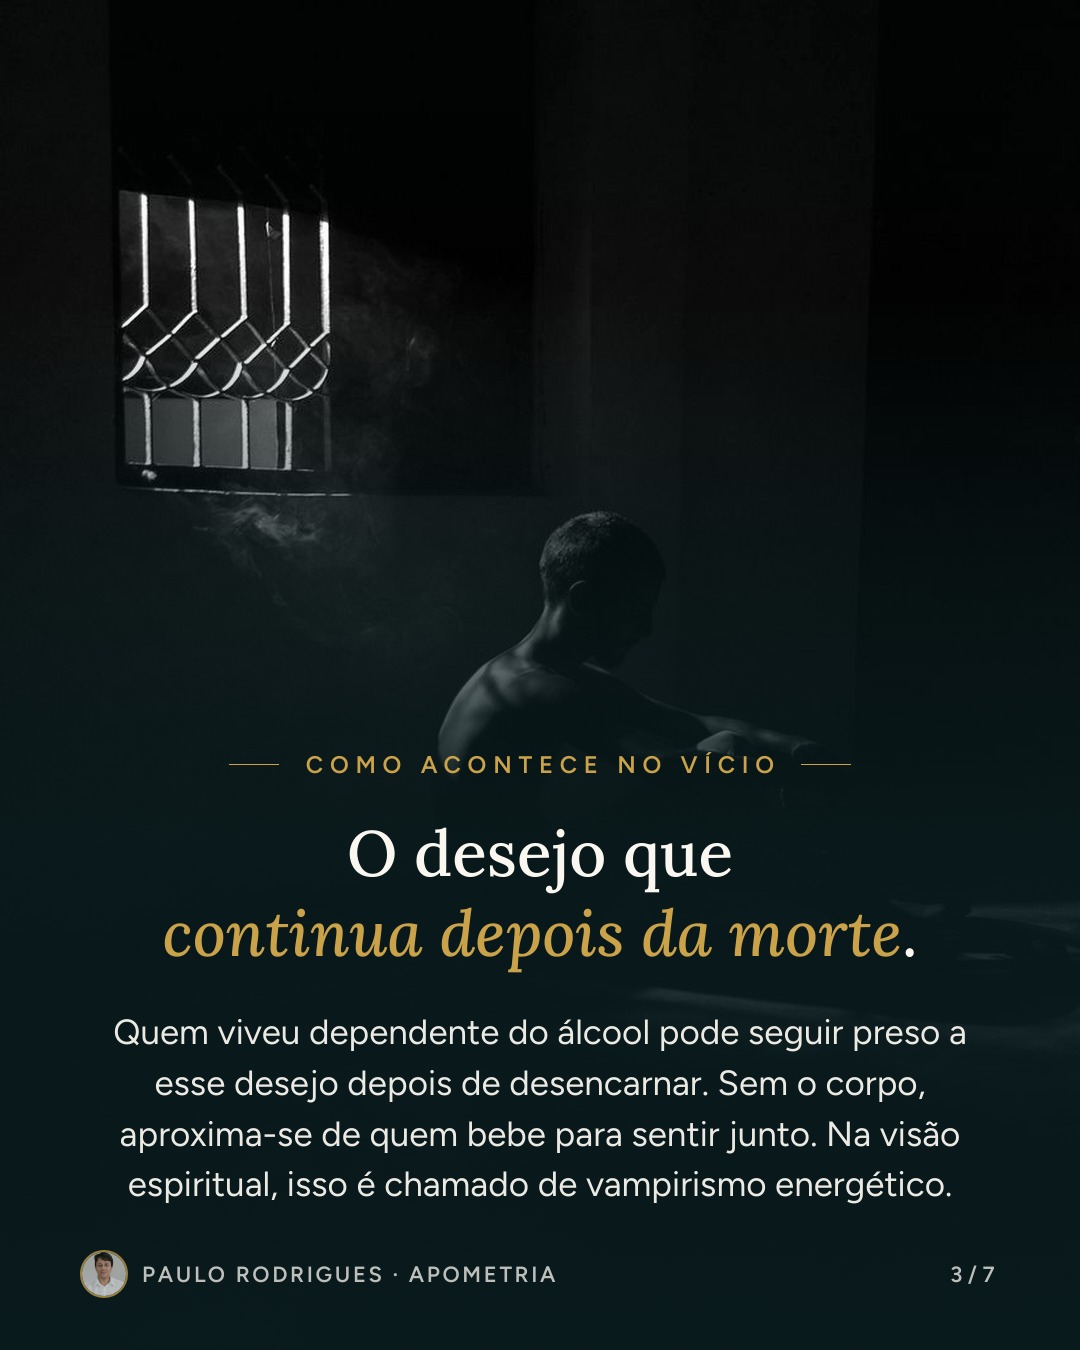 COMO ACONTECE NO VÍCIO
O desejo que
continua depois da morte.
Quem viveu dependente do álcool pode seguir preso a
esse desejo depois de desencarnar. Sem o corpo,
aproxima-se de quem bebe para sentir junto. Na visão
espiritual, isso é chamado de vampirismo energético.
PAULO RODRIGUES · APOMETRIA
3/7